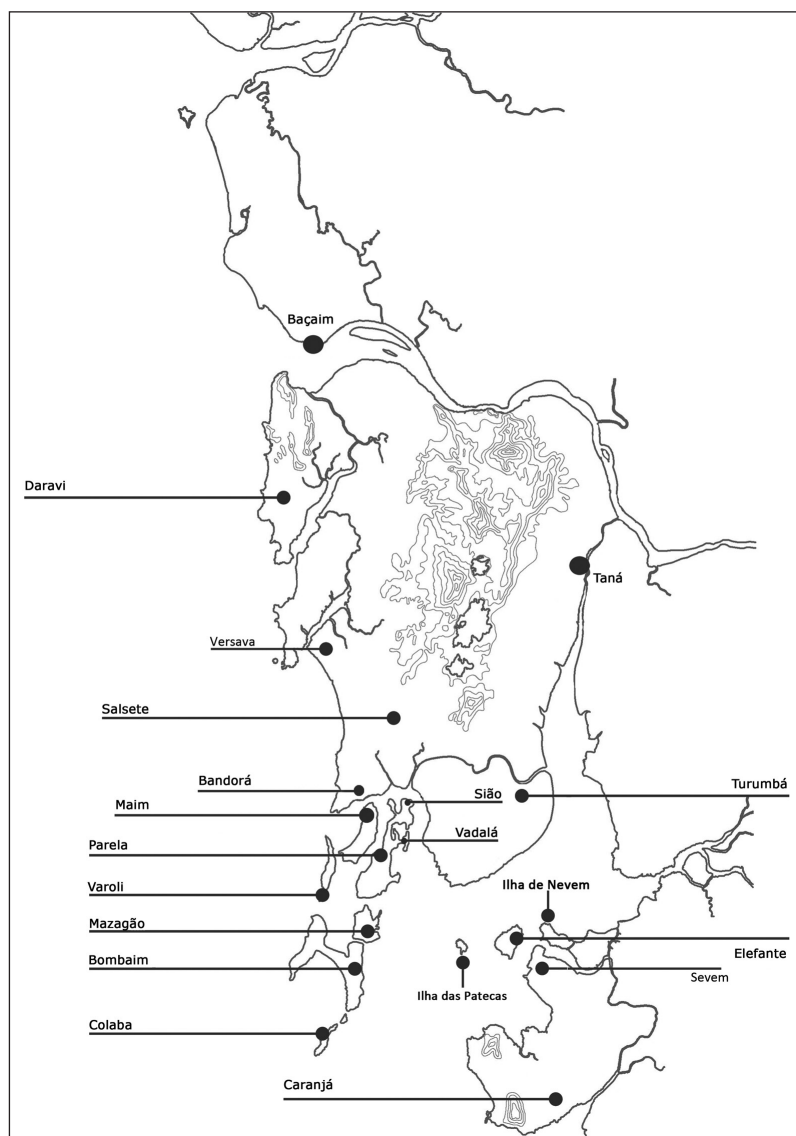 Baçaim
Daravi
Taná
Versava
Salsete
Bandorá
Sião
Turumbá
Maim
Vadalá
Parela
Varoli
Ilha de Nevem
Mazagão
Elefante
Bombaim
Sevem
Ilha das Patecas
Colaba
Caranjá